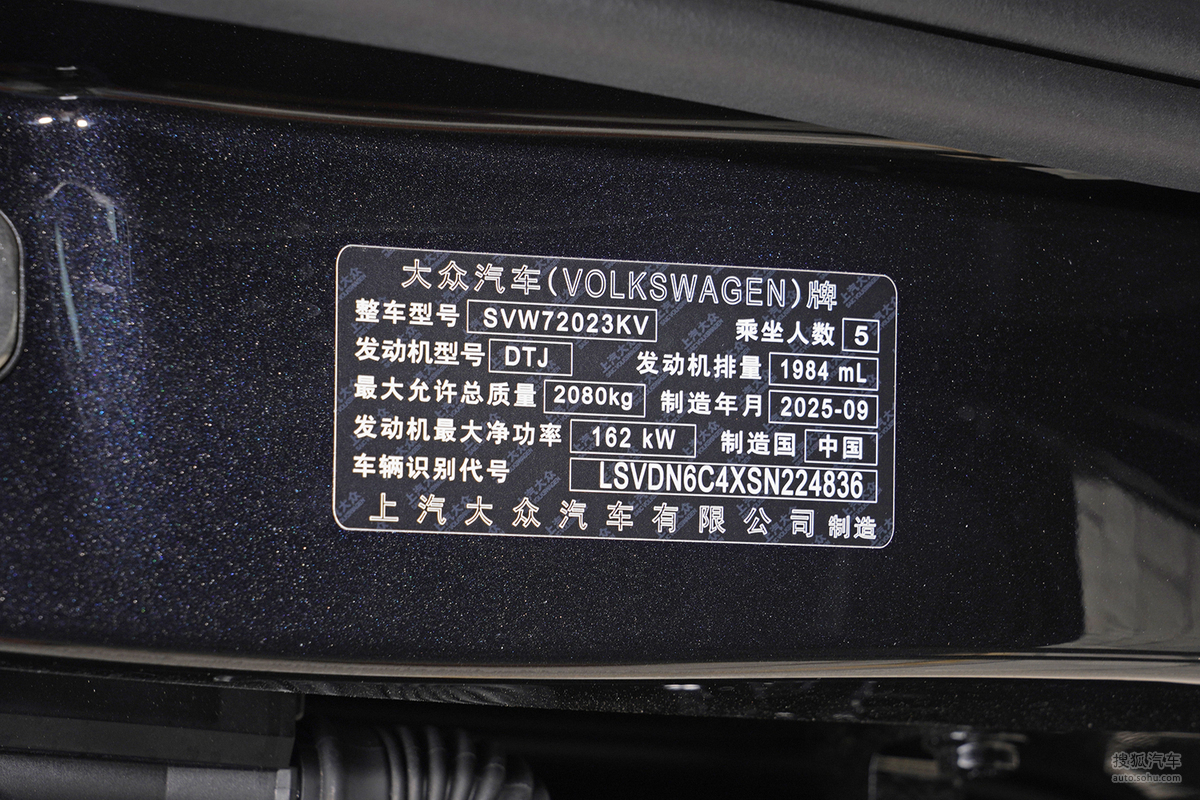 大众汽车(VOLKSWAGEN)牌
整车型号 SVW72023KV 乘坐人数 5
发动机型号 DTJ 发动机排量 1984 mL
最大允许总质量 2080kg 制造年月 2025-09
发动机最大净功率 162 kW 制造国 中国
车辆识别代号 LSVDN6C4XSN224836
上汽大众汽车有限公司 制造
搜狐汽车
auto.sohu.com